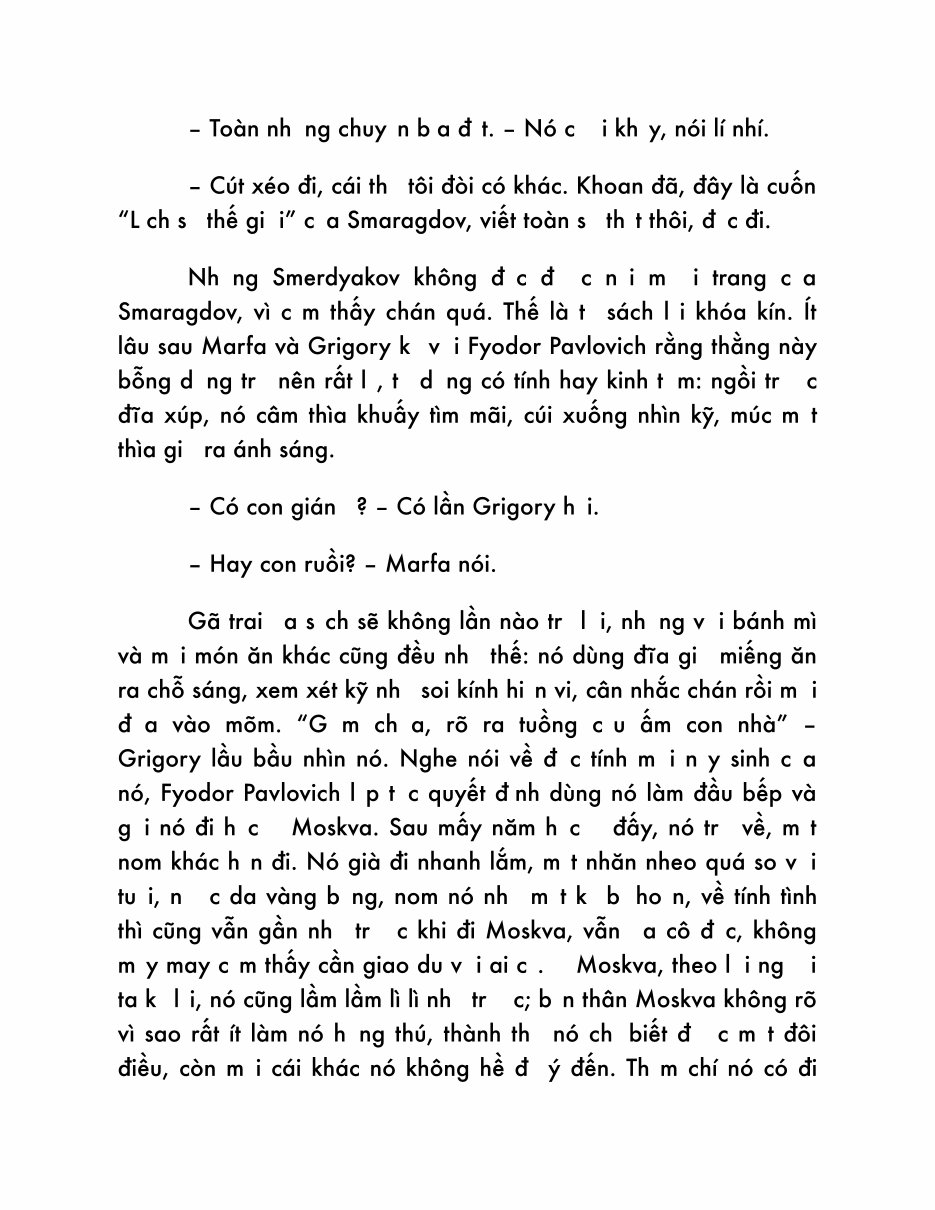 – Toàn nh ng chuy n b a đ t. – Nó c i kh y, nói lí nhí.
– Cút xéo đi, cái th tôi đòi có khác. Khoan đã, đây là cuốn
“L ch s thế gi i” c a Smaragdov, viết toàn s th t thôi, đ c đi.
Nh ng Smerdyakov không đ c đ c n i m i trang c a
Smaragdov, vì c m thấy chán quá. Thế là t sách l i khóa kín. Ít
lâu sau Marfa và Grigory k v i Fyodor Pavlovich rằng thằng này
bỗng d ng tr nên rất l , t d ng có tính hay kinh t m: ngồi tr c
đĩa xúp, nó câm thìa khuấy tìm mãi, cúi xuống nhìn kỹ, múc m t
thìa gi ra ánh sáng.
– Có con gián ? – Có lần Grigory h i.
– Hay con ruồi? – Marfa nói.
Gã trai a s ch sẽ không lần nào tr l i, nh ng v i bánh mì
và m i món ăn khác cũng đều nh thế: nó dùng đĩa gi miếng ăn
ra chỗ sáng, xem xét kỹ nh soi kính hi n vi, cân nhắc chán rồi m i
đ a vào mõm. “G m ch a, rõ ra tuồng c u ấm con nhà” –
Grigory lầu bầu nhìn nó. Nghe nói về đ c tính m i n y sinh c a
nó, Fyodor Pavlovich l p t c quyết đ nh dùng nó làm đầu bếp và
g i nó đi h c Moskva. Sau mấy năm h c đấy, nó tr về, m t
nom khác h n đi. Nó già đi nhanh lắm, m t nhăn nheo quá so v i
tu i, n c da vàng b ng, nom nó nh m t k b ho n, về tính tình
thì cũng vẫn gần nh tr c khi đi Moskva, vẫn a cô đ c, không
m y may c m thấy cần giao du v i ai c . Moskva, theo l i ng i
ta k l i, nó cũng lầm lầm lì lì nh tr c; b n thân Moskva không rõ
vì sao rất ít làm nó h ng thú, thành th nó ch biết đ c m t đôi
điều, còn m i cái khác nó không hề đ ý đến. Th m chí nó có đi